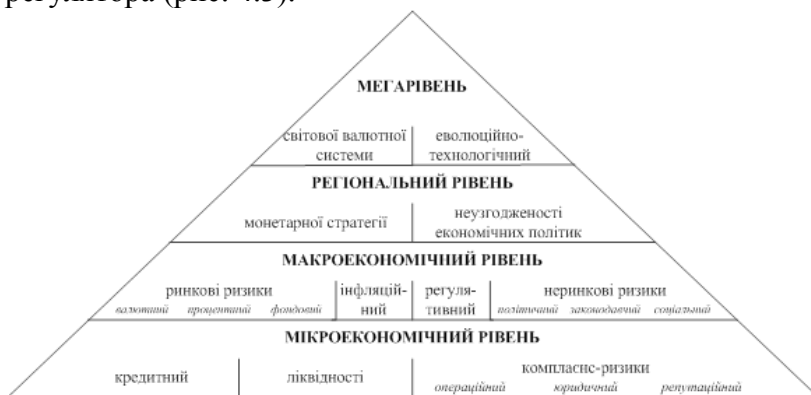 регулятора (рис. 4.5).
МЕГАРІВЕНЬ
світової валютної
системи
еволюційно-
технологічний
РЕГІОНАЛЬНИЙ РІВЕНЬ
монетарної стратегії
неузгодженості
економічних політик
МАКРОЕКОНОМІЧНИЙ РІВЕНЬ
ринкові ризики
валютний процентний фондовий
інфляцій-
ний
регуля-
тивний
неринкові ризики
політичний законодавчий соціальний
МІКРОЕКОНОМІЧНИЙ РІВЕНЬ
кредитний
ліквідності
комплаєнс-ризики
операційний юридичний репутаційний